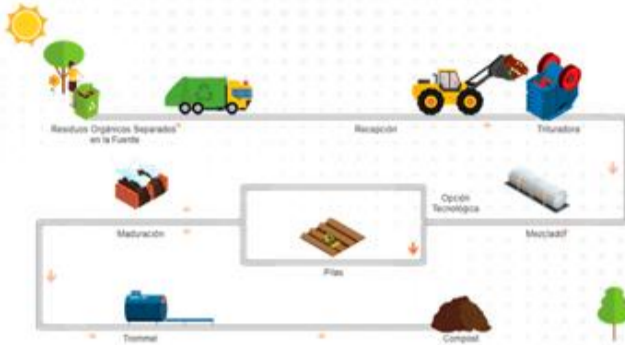 Residuos Orgánicos Separados
en la Fuente
Recepción
Trituradora
Opción
Tecnológica
Maduración
Mezclador
Pilas
Trommel
Compost